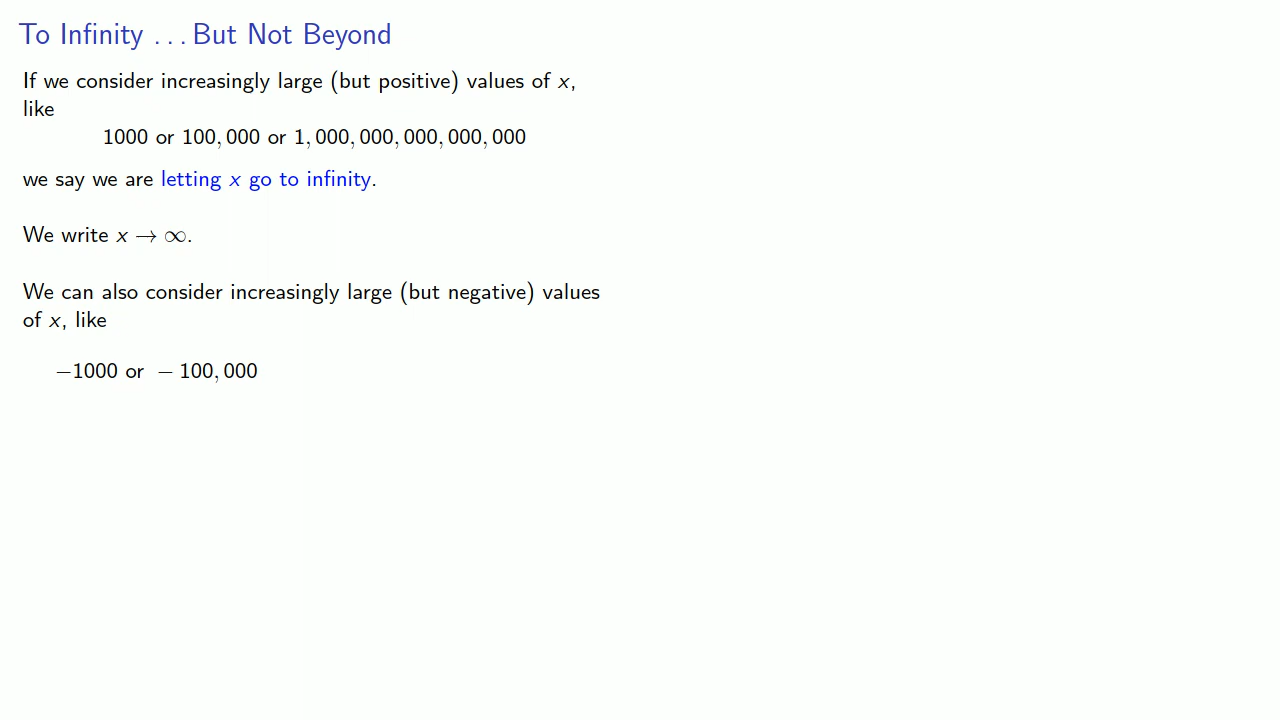 To Infinity ...But Not Beyond
If we consider increasingly large (but positive) values of x,
like
1000 or 100,000 or 1,000,000,000,000,000
we say we are letting x go to infinity.
We write x → ∞.
We can also consider increasingly large (but negative) values
of x, like
−1000 or −100,000